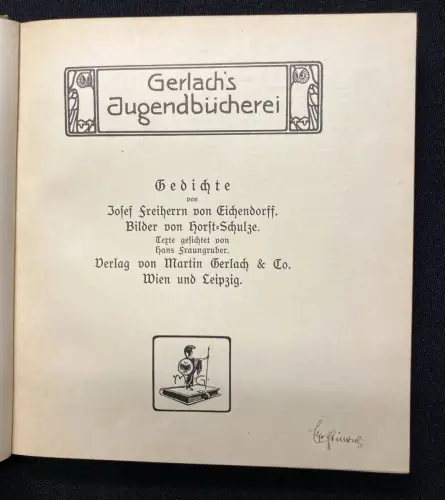 Gerlach's
Jugendbücherei
Gedichte
von
Josef Freiherrn von Eichendorff.
Bilder von Horst-Schulze.
Texte gesichtet von
Hans Fraungruber.
Verlag von Martin Gerlach & Co.
Wien und Leipzig.